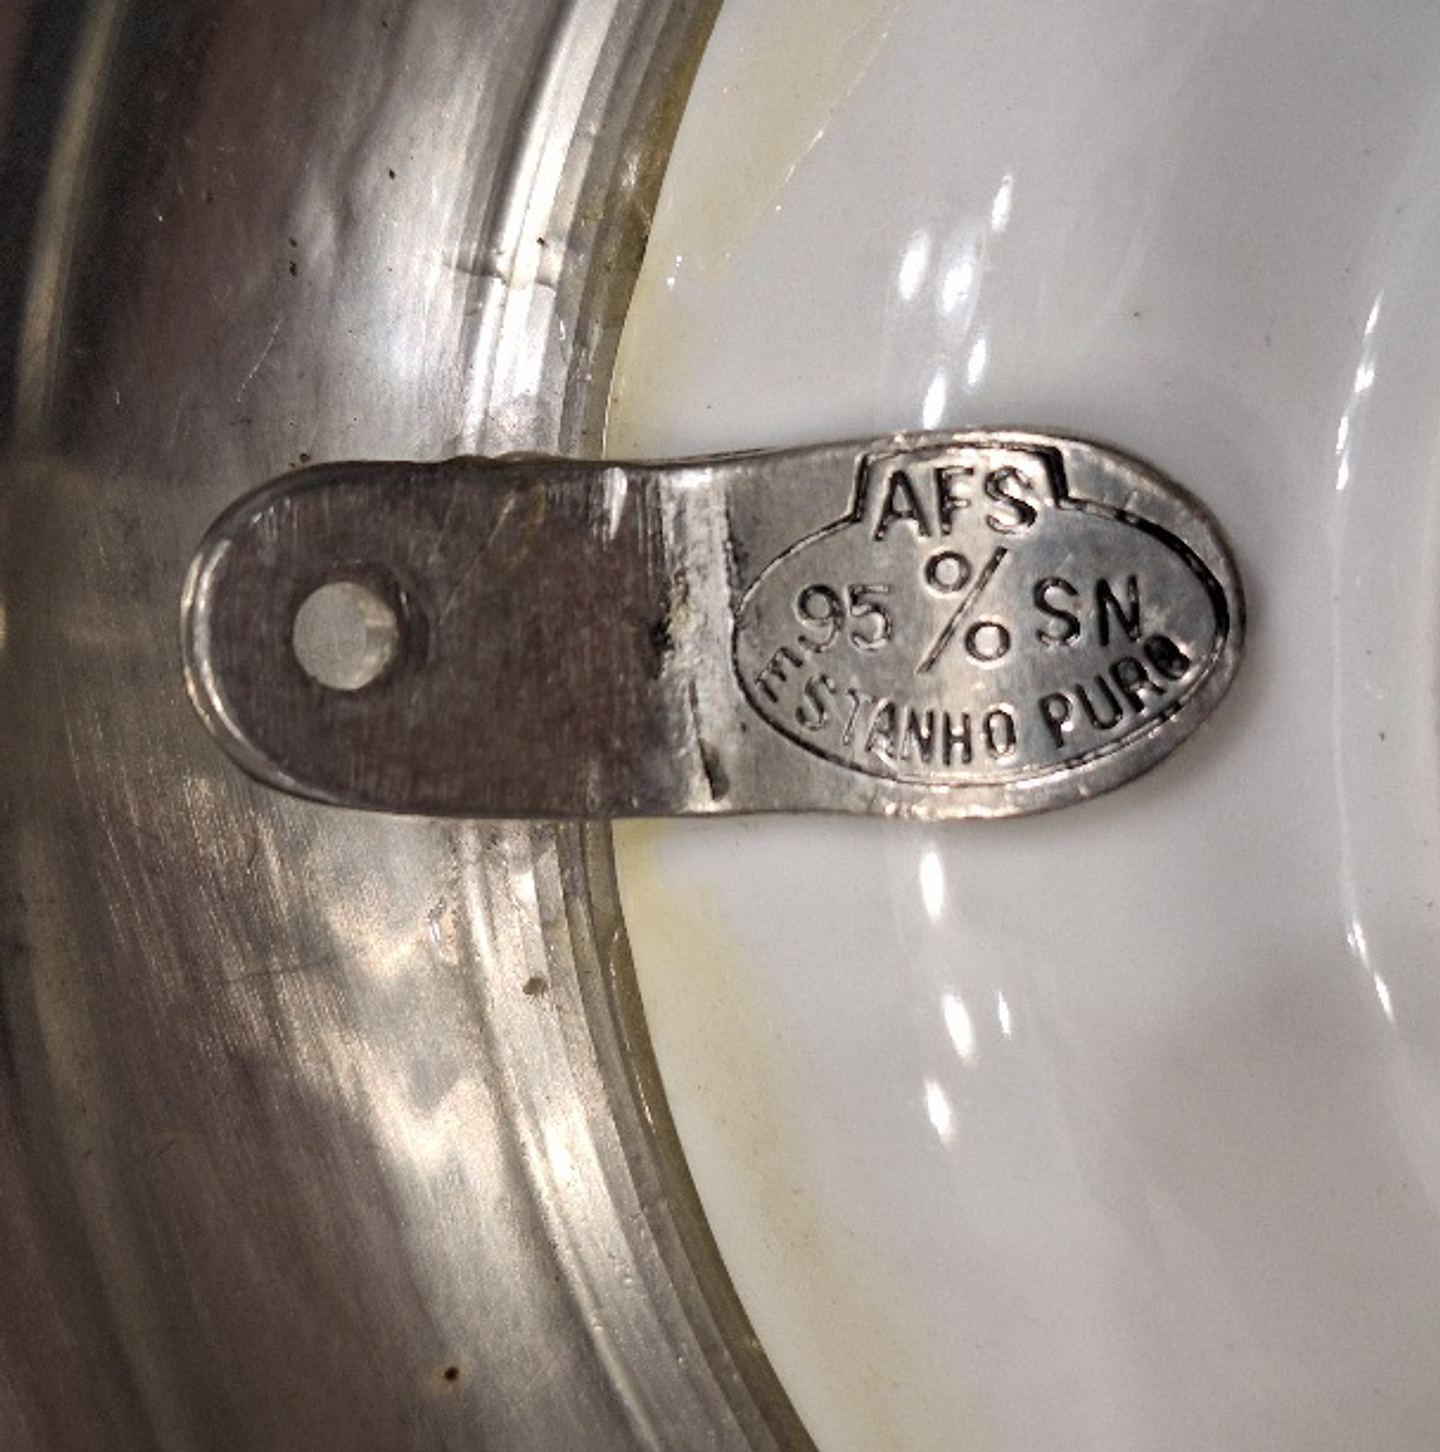 AFS
95 % SN
ESTANHO PURO